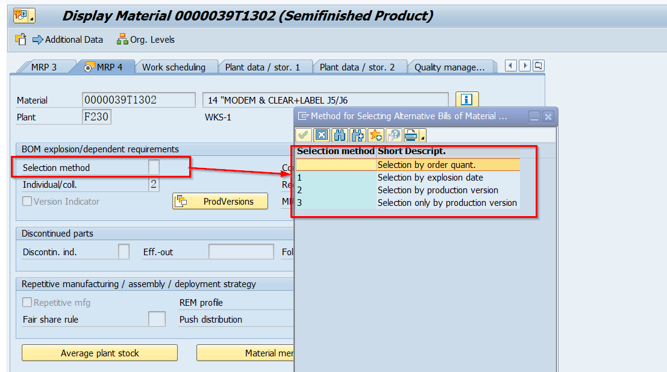 Display Material 0000039T1302 (Semifinished Product)
Additional Data Org. Levels
MRP 3 MRP 4 Work scheduling Plant data / stor. 1 Plant data / stor. 2 Quality manage...
Material 0000039T1302 14 "MODEM & CLEAR+LABEL J5/J6
Plant F230 WKS-1
Method for Selecting Alternative Bills of Material ...
Selection method Short Descript.
Selection by order quant.
1 Selection by explosion date
2 Selection by production version
3 Selection only by production version
BOM explosion/dependent requirements
Selection method Co
Individual/coll. 2 Re
Version Indicator ProdVersions
Discontinued parts
Discontin. ind. Eff.-out Fol
Repetitive manufacturing / assembly / deployment strategy
Repetitive mfg REM profile
Fair share rule Push distribution
Average plant stock Material mer